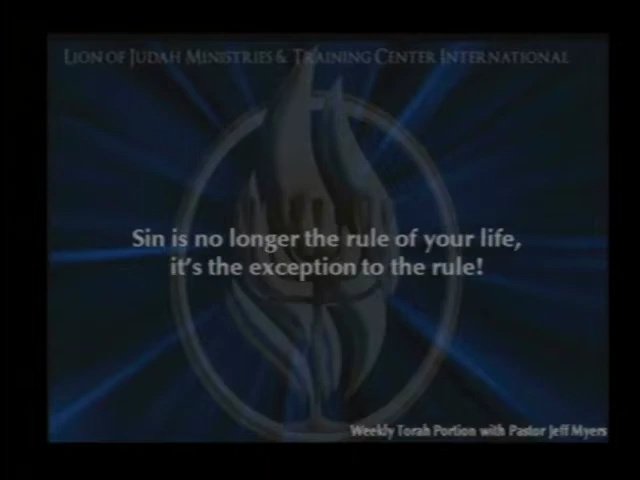 Lion of Judah Ministries & Training Center International
Sin is no longer the rule of your life,
it's the exception to the rule!
Weekly Torah Portion with Pastor Jeff Myers